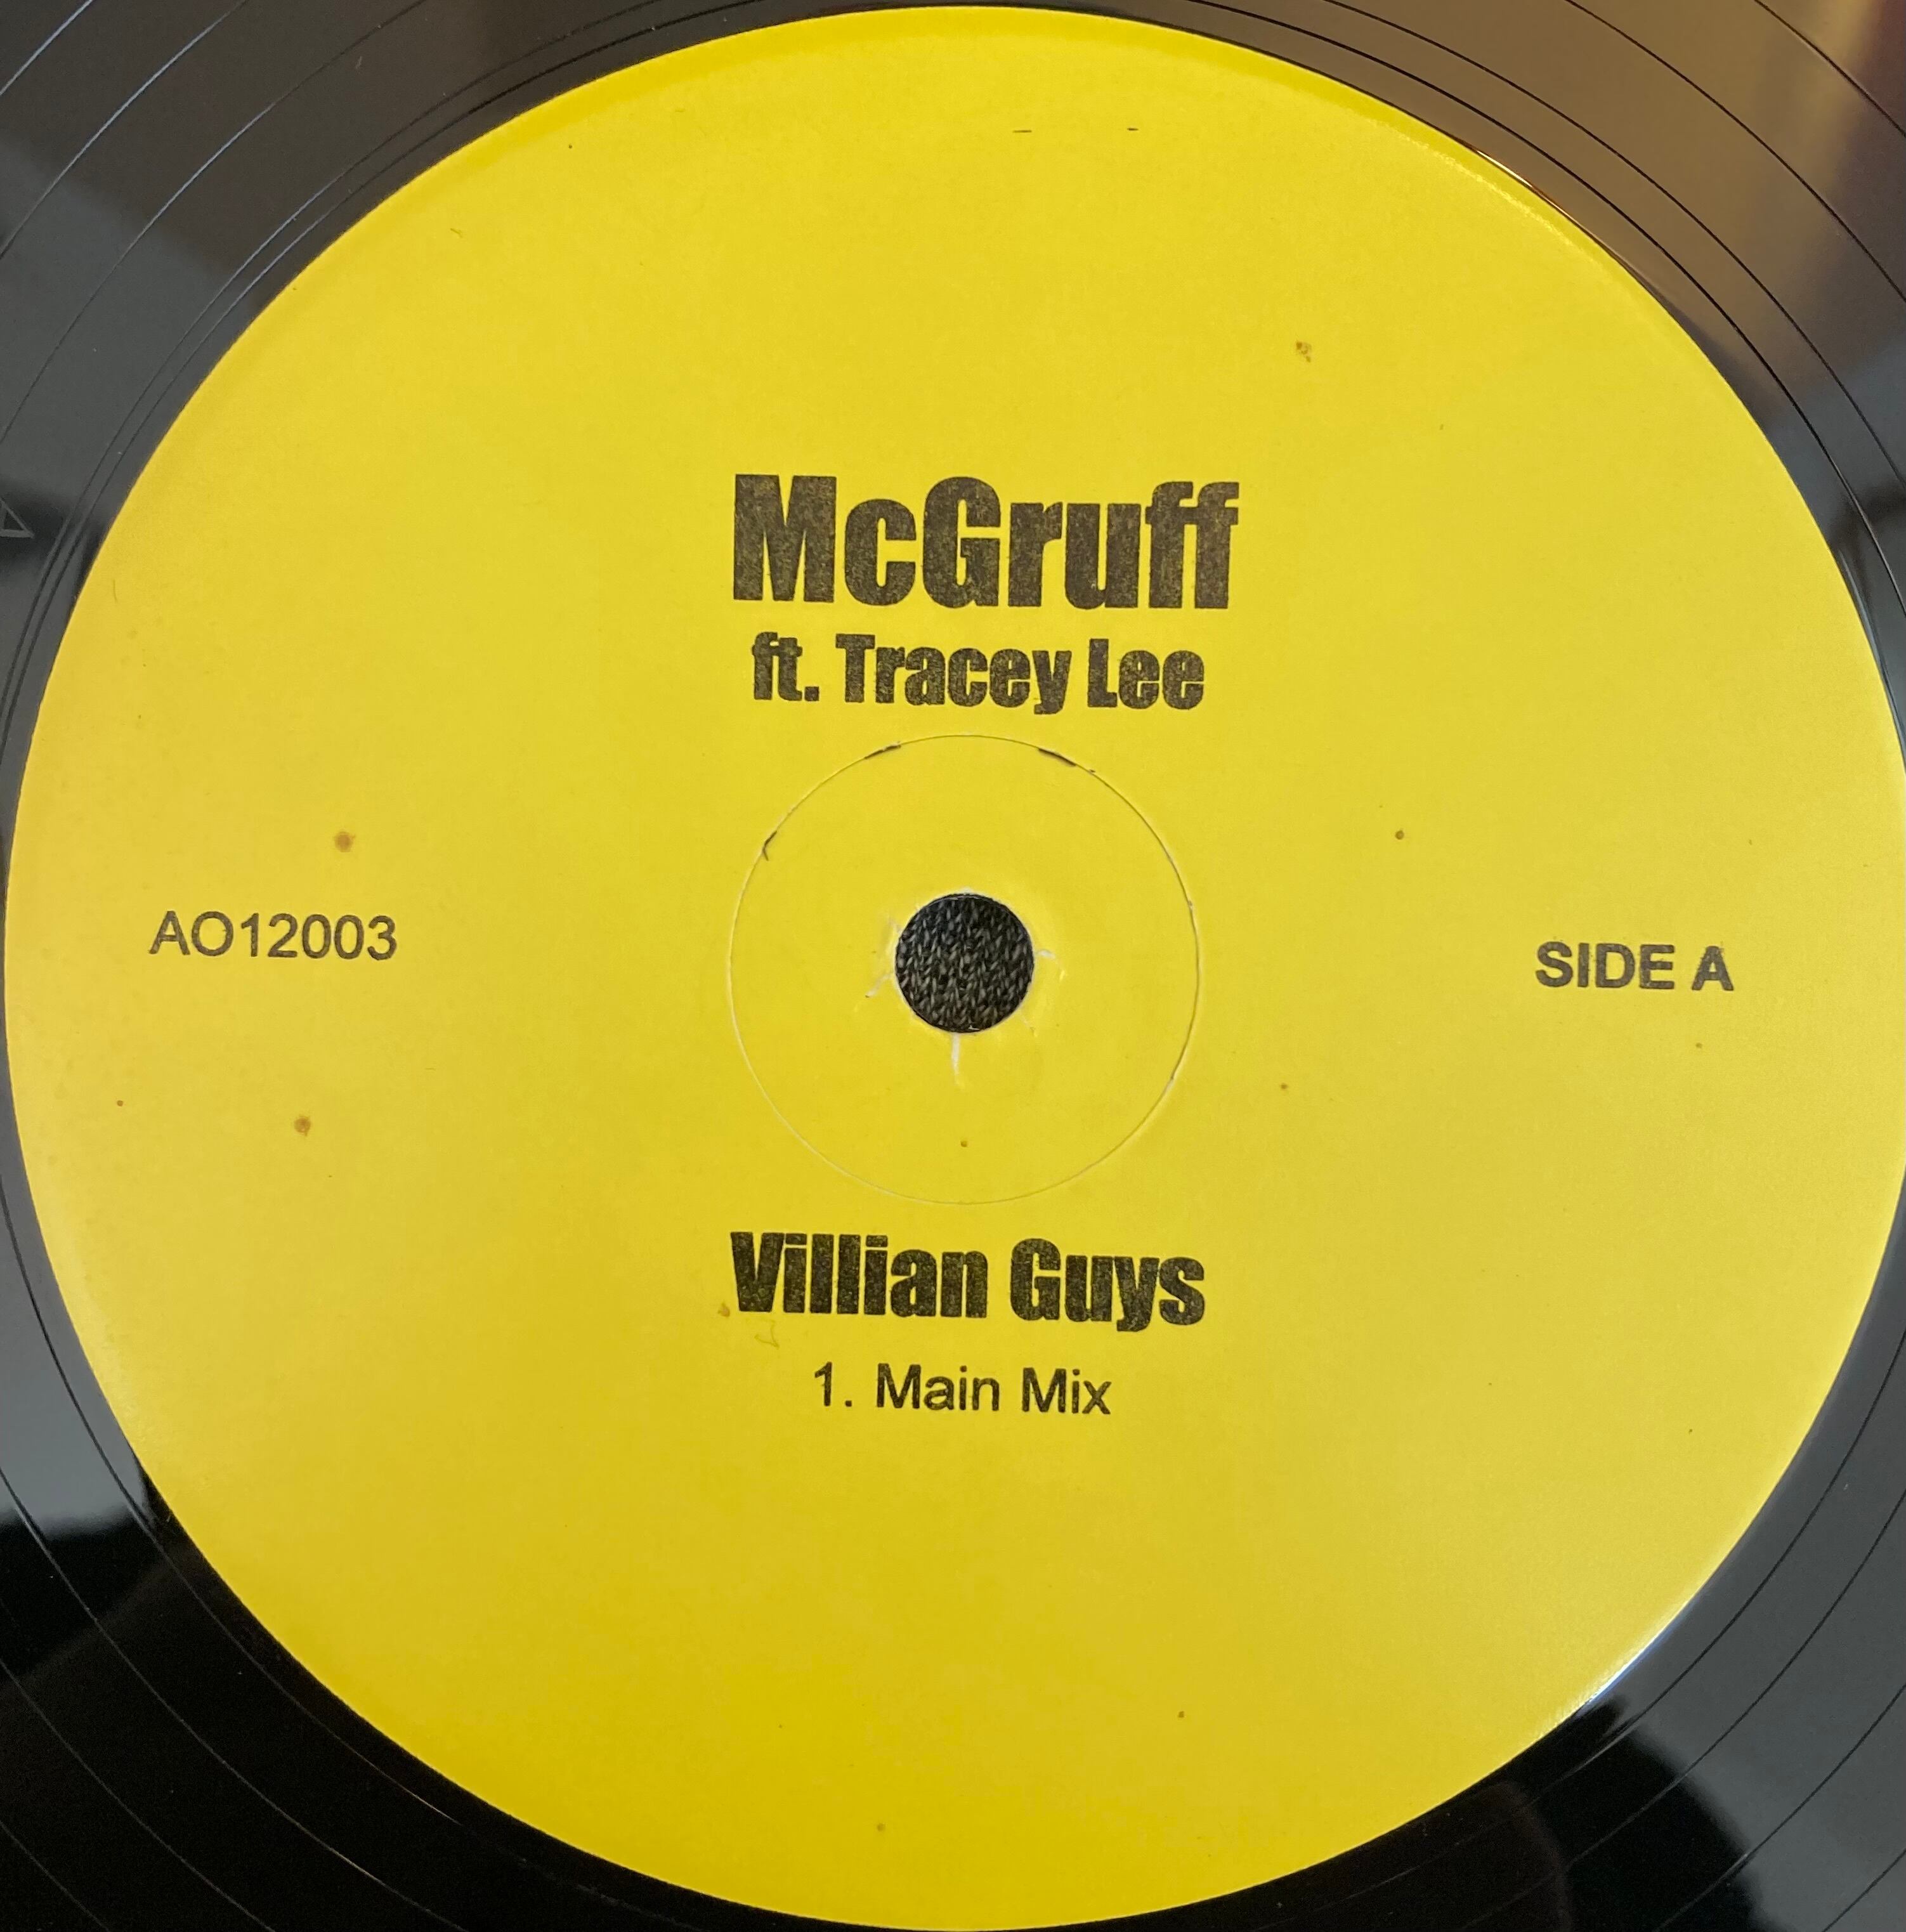 McGruff
ft. Tracey Lee
AO12003
SIDE A
Villian Guys
1. Main Mix